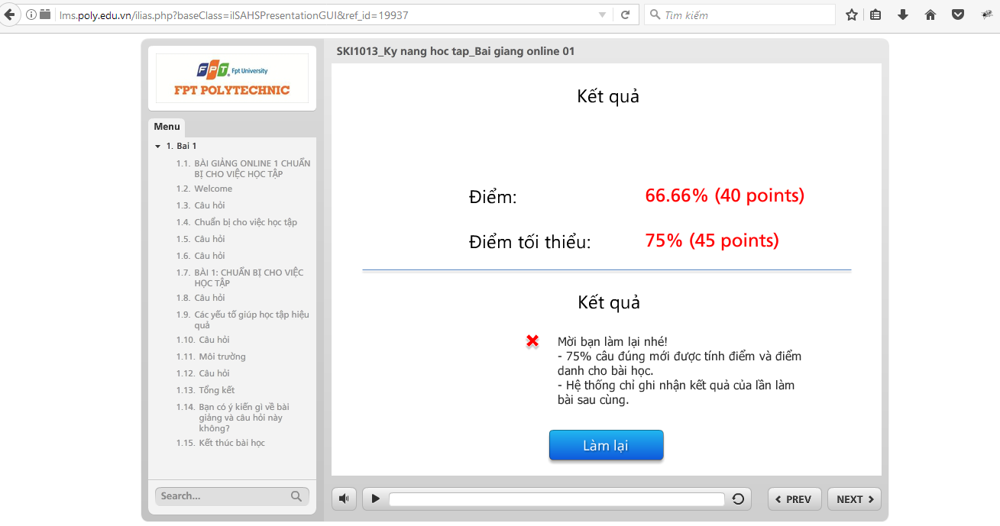 lms.poly.edu.vn/ilias.php?baseClass=ilSAHSPresentationGUI&ref_id=19937
Tìm kiếm
FPT Fpt University
FPT POLYTECHNIC
SKI1013_Ky nang hoc tap_Bai giang online 01
Menu
1. Bai 1
1.1. BÀI GIẢNG ONLINE 1 CHUẨN
BỊ CHO VIỆC HỌC TẬP
1.2. Welcome
1.3. Câu hỏi
1.4. Chuẩn bị cho việc học tập
1.5. Câu hỏi
1.6. Câu hỏi
1.7. BÀI 1: CHUẨN BỊ CHO VIỆC
HỌC TẬP
1.8. Câu hỏi
1.9. Các yếu tố giúp học tập hiệu
quả
1.10. Câu hỏi
1.11. Môi trường
1.12. Câu hỏi
1.13. Tổng kết
1.14. Bạn có ý kiến gì về bài
giảng và câu hỏi này
không?
1.15. Kết thúc bài học
Search...
Kết quả
Điểm: 66.66% (40 points)
Điểm tối thiểu: 75% (45 points)
Kết quả
Mời bạn làm lại nhé!
- 75% câu đúng mới được tính điểm và điểm
danh cho bài học.
- Hệ thống chỉ ghi nhận kết quả của lần làm
bài sau cùng.
Làm lại
PREV
NEXT